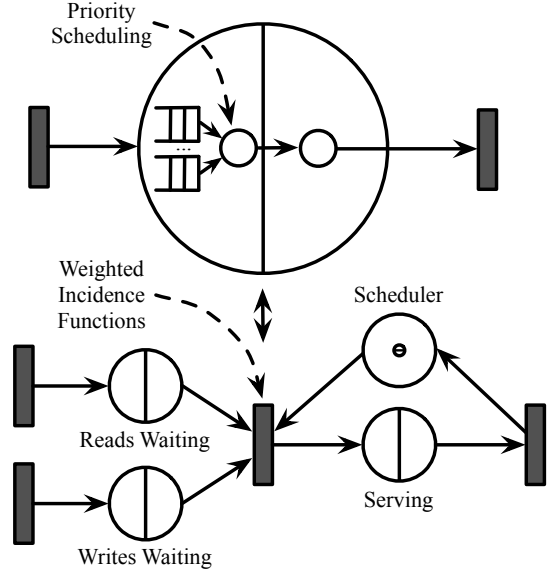 Priority
Scheduling
...
Weighted
Incidence
Functions
Scheduler
Reads Waiting
Serving
Writes Waiting